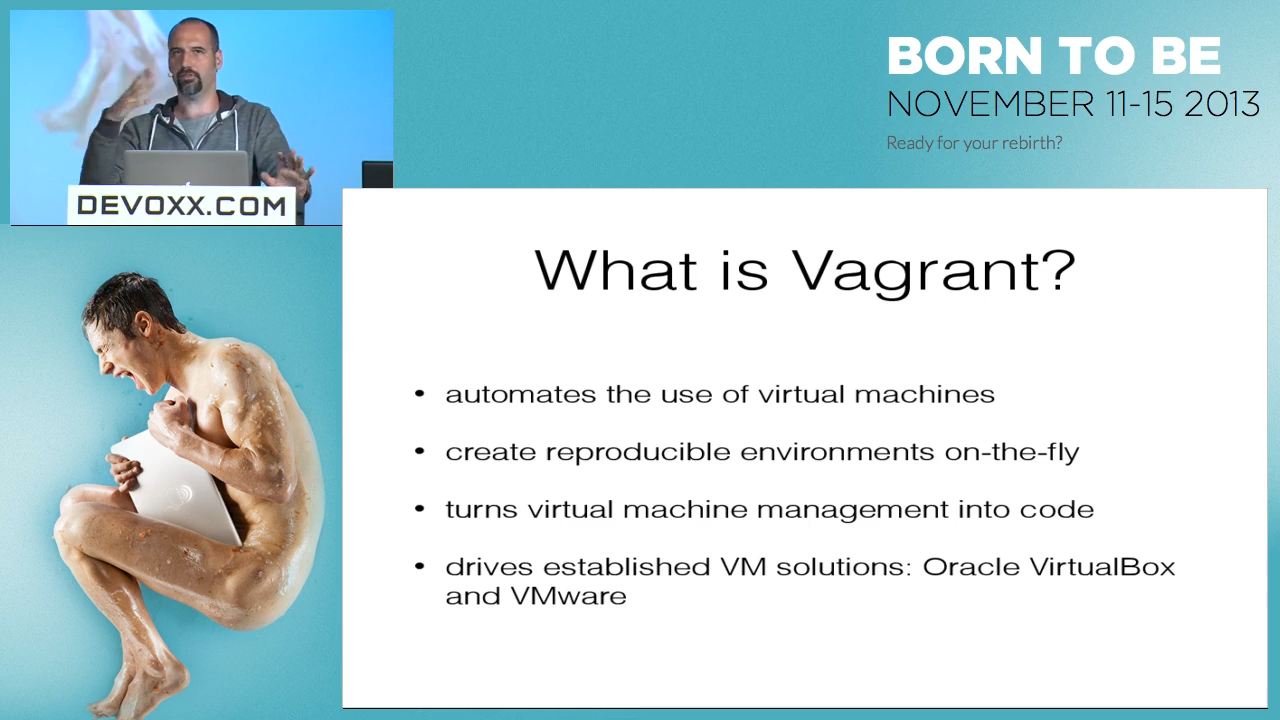 BORN TO BE
NOVEMBER 11-15 2013
Ready for your rebirth?
DEVOXX.COM
What is Vagrant?
• automates the use of virtual machines
• create reproducible environments on-the-fly
• turns virtual machine management into code
• drives established VM solutions: Oracle VirtualBox
and VMware